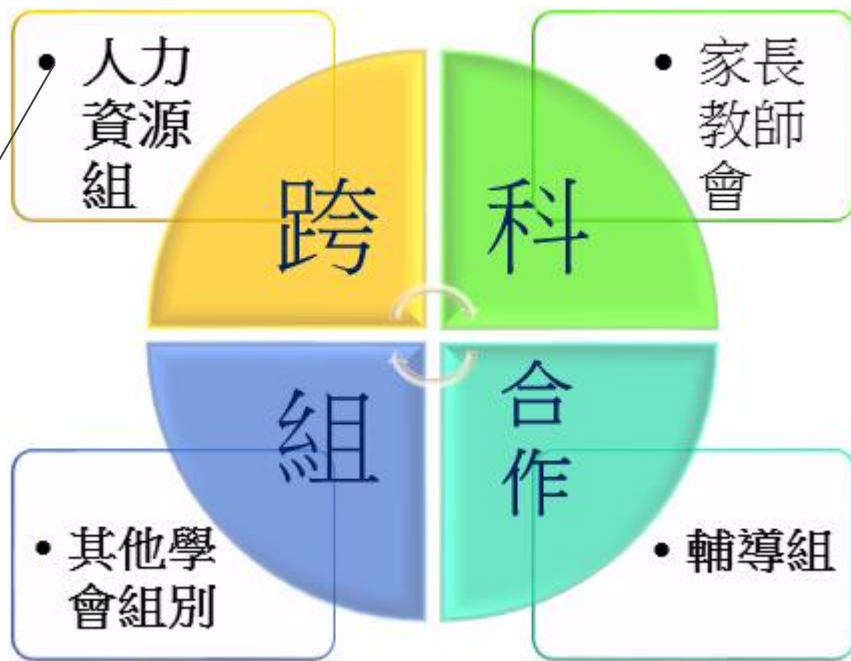 • 人力
資源
組
• 家長
教師
會
跨
科
組
合
作
• 其他學
會組別
• 輔導組